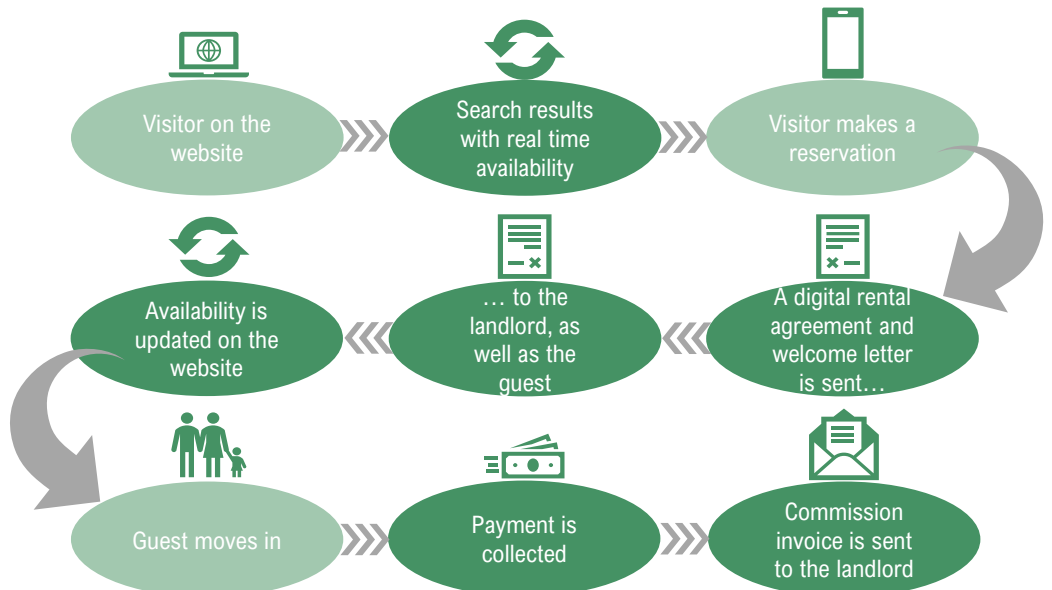 Visitor on the
website
Search results
with real time
availability
Visitor makes a
reservation
A digital rental
agreement and
welcome letter
is sent…
… to the
landlord, as
well as the
guest
Availability is
updated on the
website
Guest moves in
Payment is
collected
Commission
invoice is sent
to the landlord